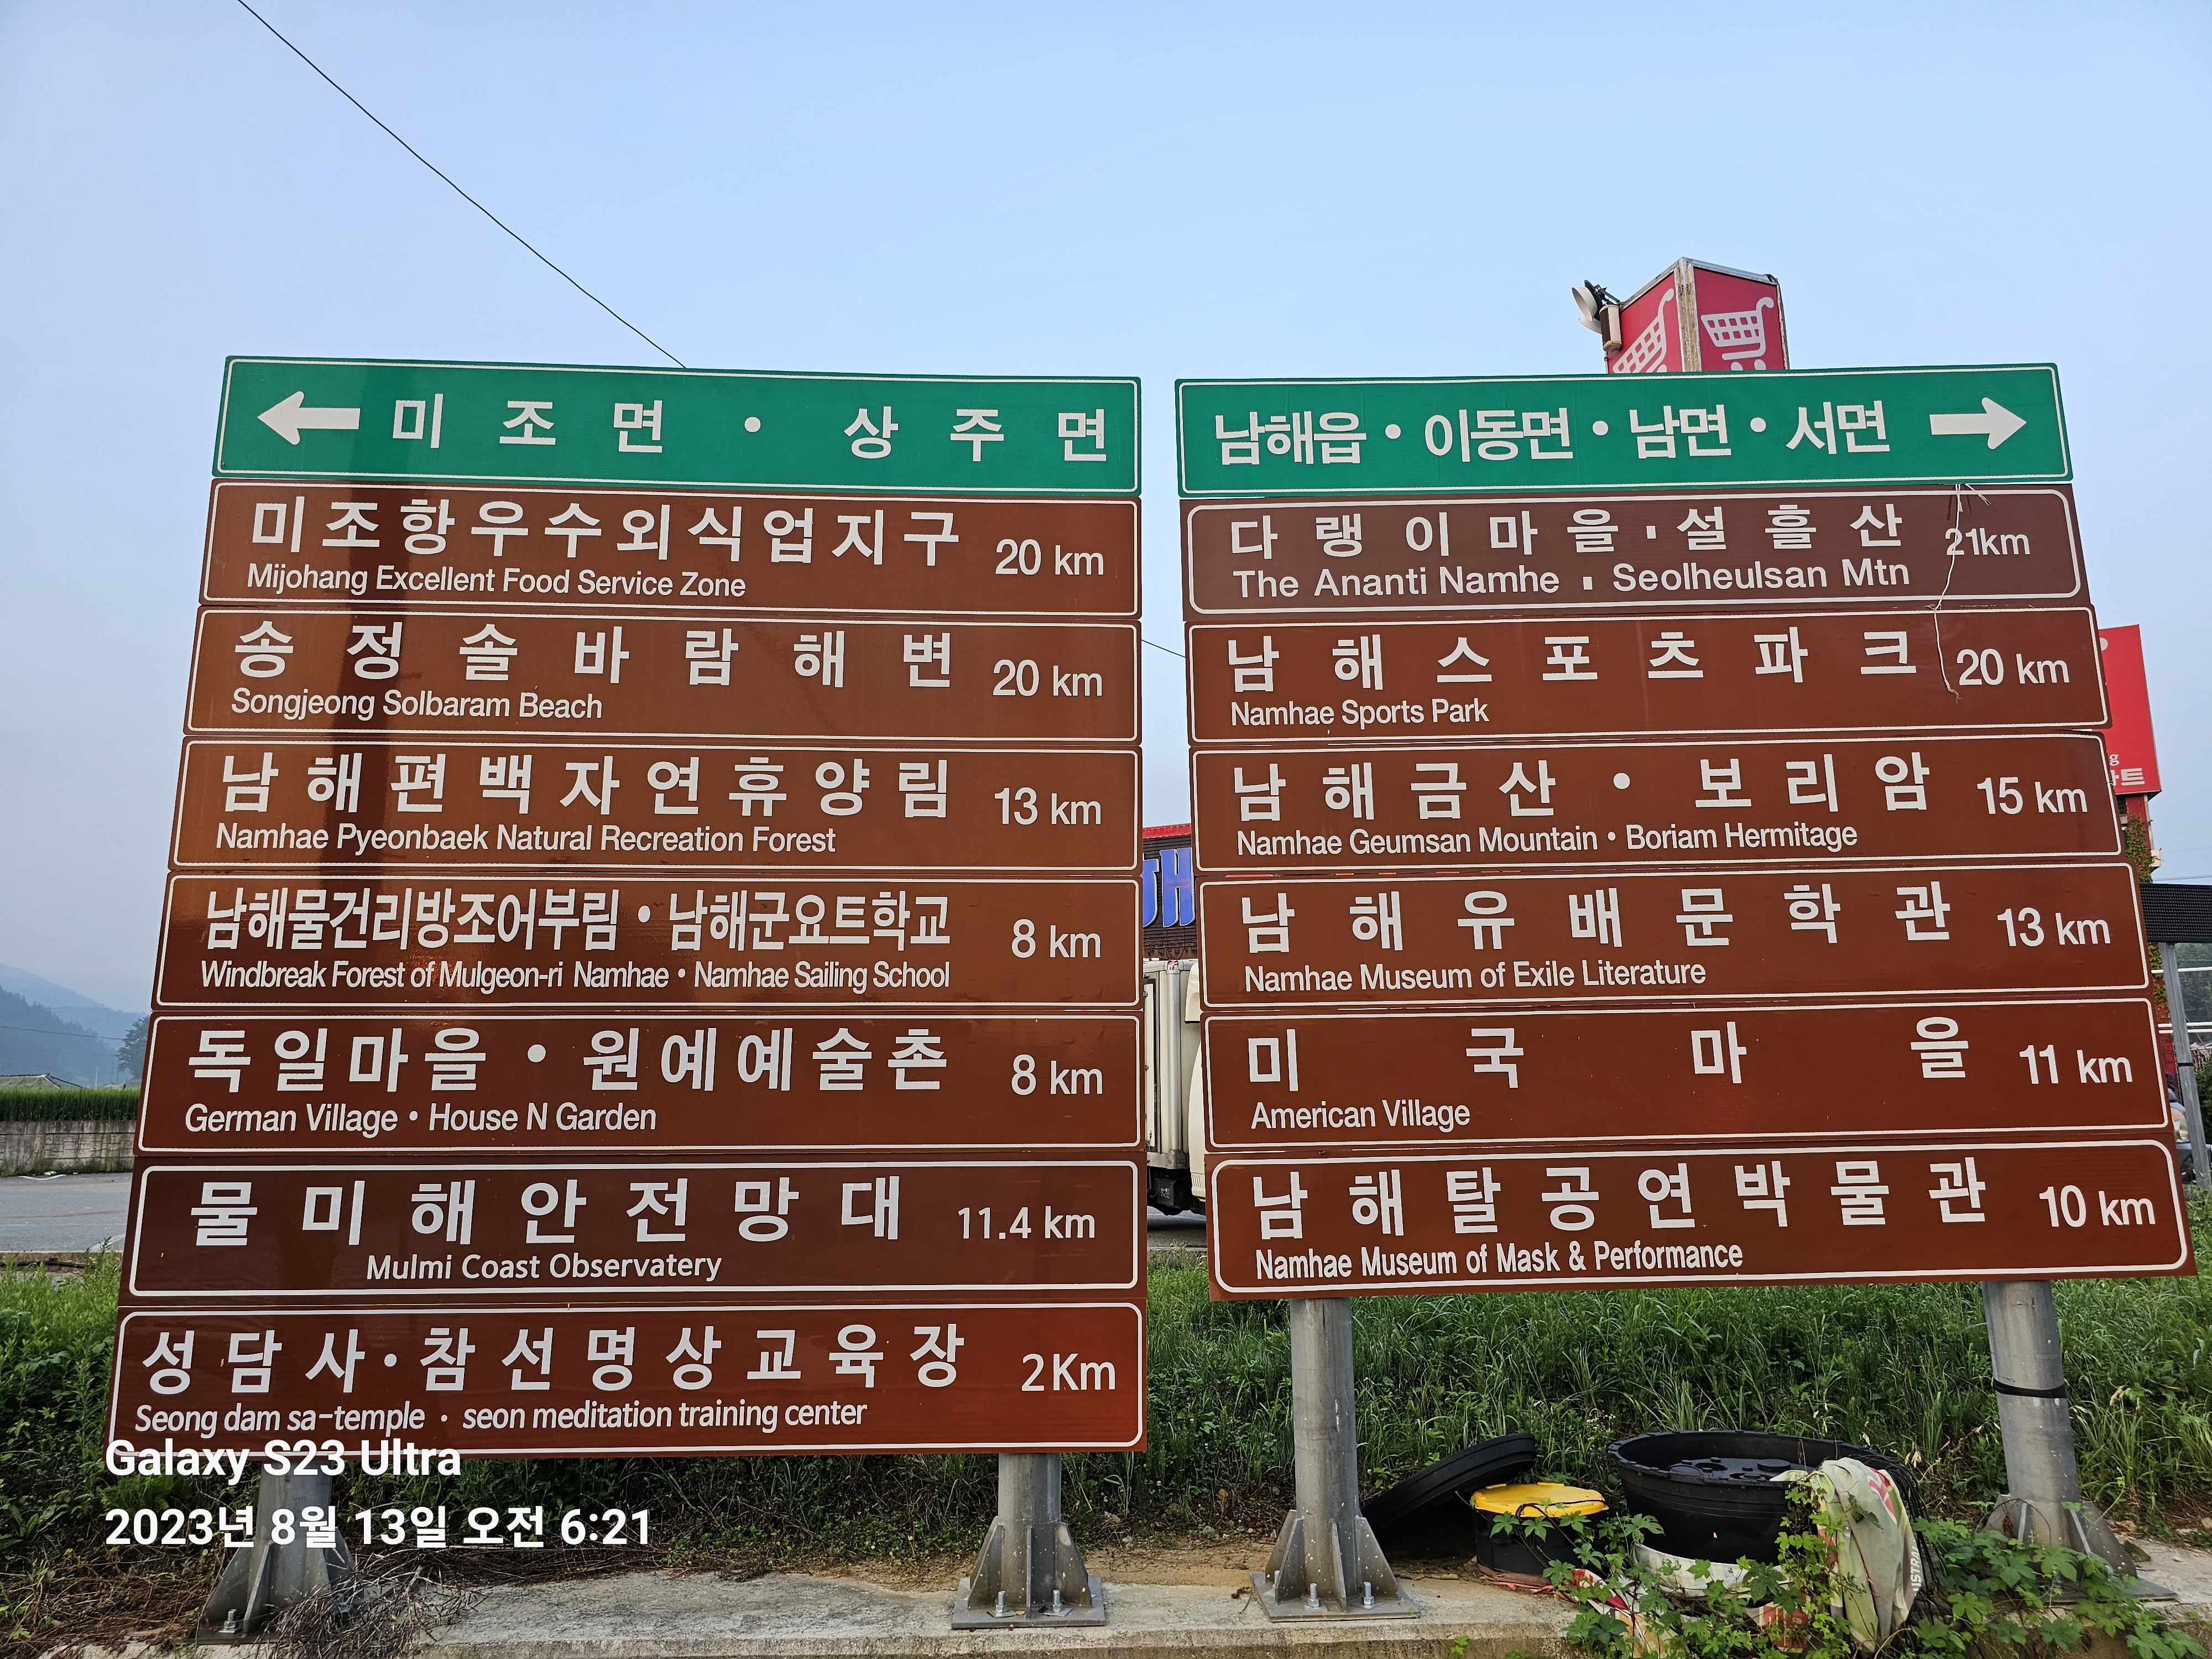 미조면 · 상주면
미조항우수외식업지구 20 km
Mijohang Excellent Food Service Zone
송정솔바람해변 20 km
Songjeong Solbaram Beach
남해편백자연휴양림 13 km
Namhae Pyeonbaek Natural Recreation Forest
남해물건리방조어부림 · 남해군요트학교 8 km
Windbreak Forest of Mulgeon-ri Namhae · Namhae Sailing School
독일마을 · 원예예술촌 8 km
German Village · House N Garden
물미해안전망대 11.4 km
Mulmi Coast Observatery
성담사·참선명상교육장 2Km
Seong dam sa-temple · seon meditation training center
남해읍 · 이동면 · 남면 · 서면
다랭이마을·설흘산 21km
The Ananti Namhe · Seolheulsan Mtn
남해스포츠파크 20 km
Namhae Sports Park
남해금산 · 보리암 15 km
Namhae Geumsan Mountain · Boriam Hermitage
남해유배문학관 13 km
Namhae Museum of Exile Literature
미국마을 11 km
American Village
남해탈공연박물관 10 km
Namhae Museum of Mask & Performance
Galaxy S23 Ultra
2023년 8월 13일 오전 6:21